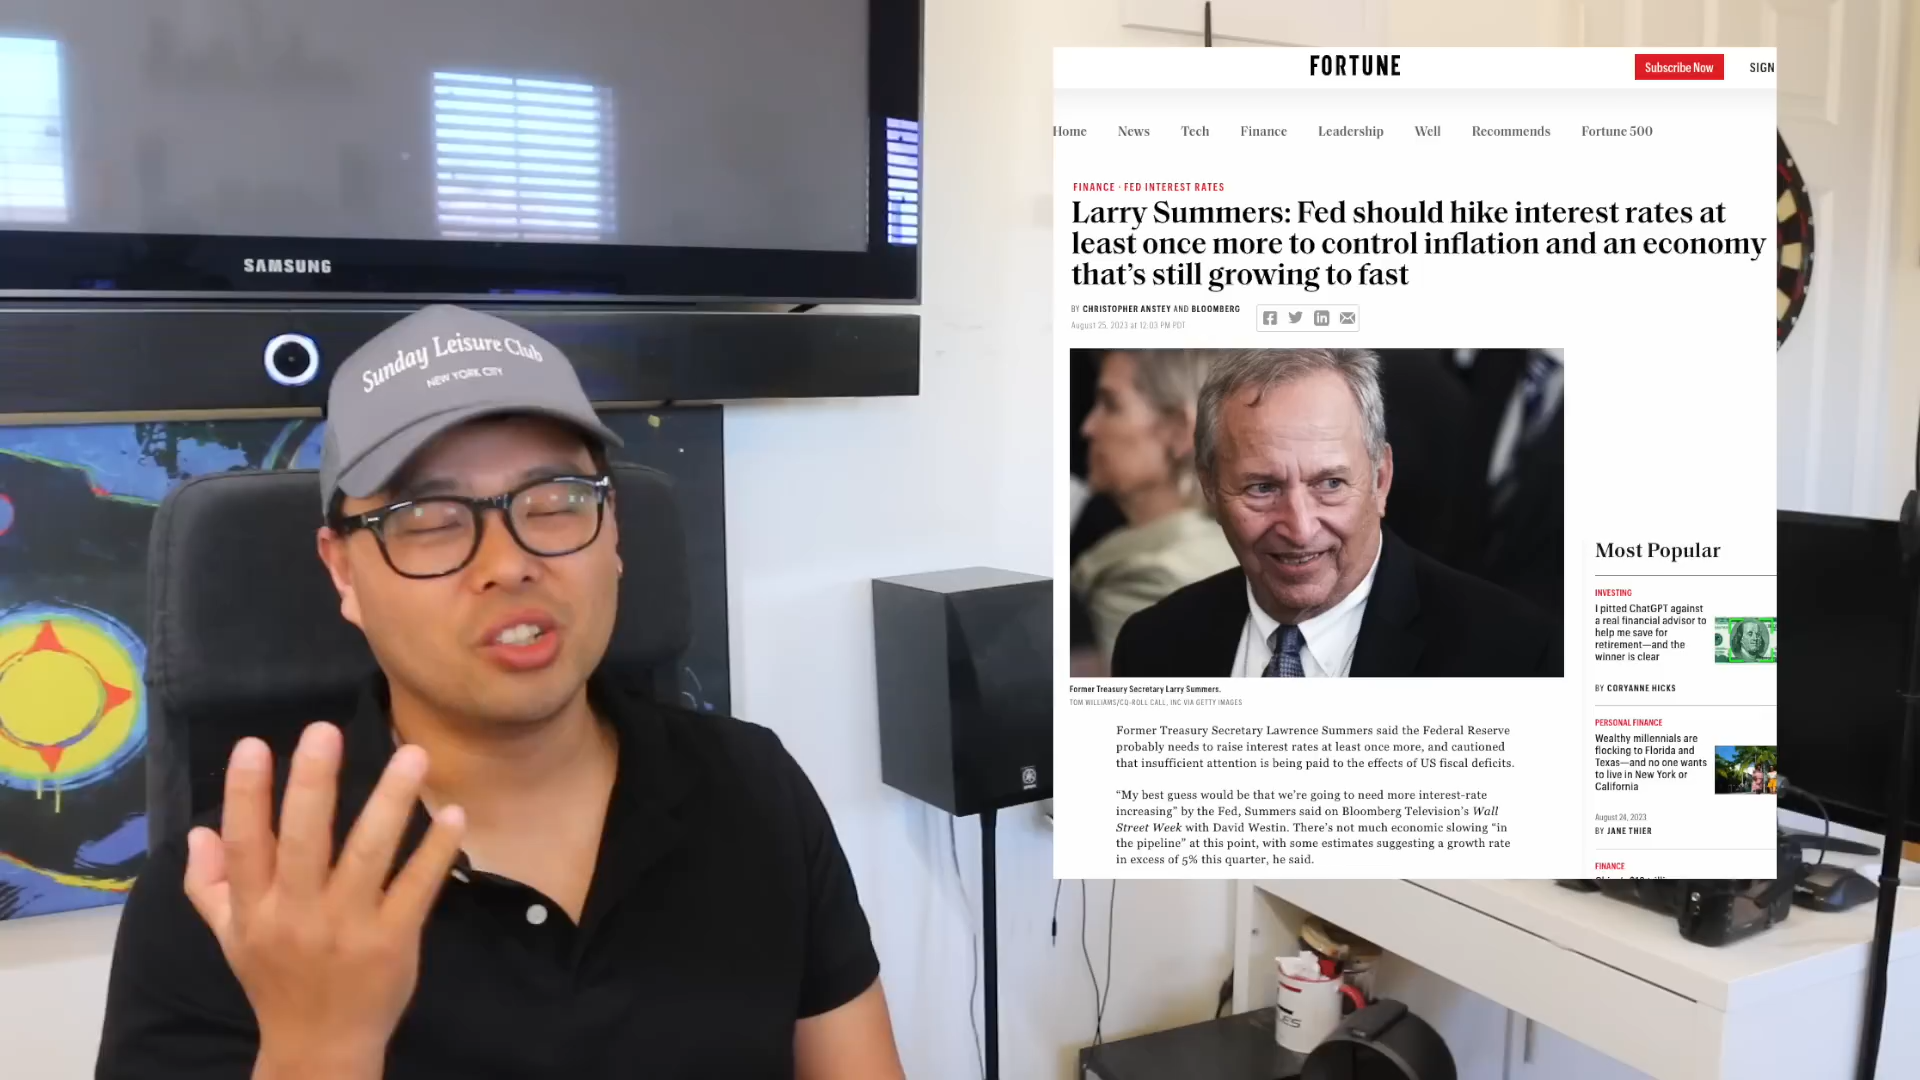 SAMSUNG
Sunday Leisure Club
NEW YORK CITY
FORTUNE
Subscribe Now
SIGN
Home News Tech Finance Leadership Well Recommends Fortune 500
FINANCE · FED INTEREST RATES
Larry Summers: Fed should hike interest rates at
least once more to control inflation and an economy
that’s still growing to fast
BY CHRISTOPHER ANSTEY AND BLOOMBERG
August 25, 2023 at 12:03 PM PDT
Former Treasury Secretary Larry Summers.
TOM WILLIAMS/CQ-ROLL CALL, INC VIA GETTY IMAGES
Former Treasury Secretary Lawrence Summers said the Federal Reserve
probably needs to raise interest rates at least once more, and cautioned
that insufficient attention is being paid to the effects of US fiscal deficits.
“My best guess would be that we’re going to need more interest-rate
increasing” by the Fed, Summers said on Bloomberg Television’s Wall
Street Week with David Westin. There’s not much economic slowing “in
the pipeline” at this point, with some estimates suggesting a growth rate
in excess of 5% this quarter, he said.
Most Popular
INVESTING
I pitted ChatGPT against
a real financial advisor to
help me save for
retirement—and the
winner is clear
BY CORYANNE HICKS
PERSONAL FINANCE
Wealthy millennials are
flocking to Florida and
Texas—and no one wants
to live in New York or
California
August 24, 2023
BY JANE THIER
FINANCE